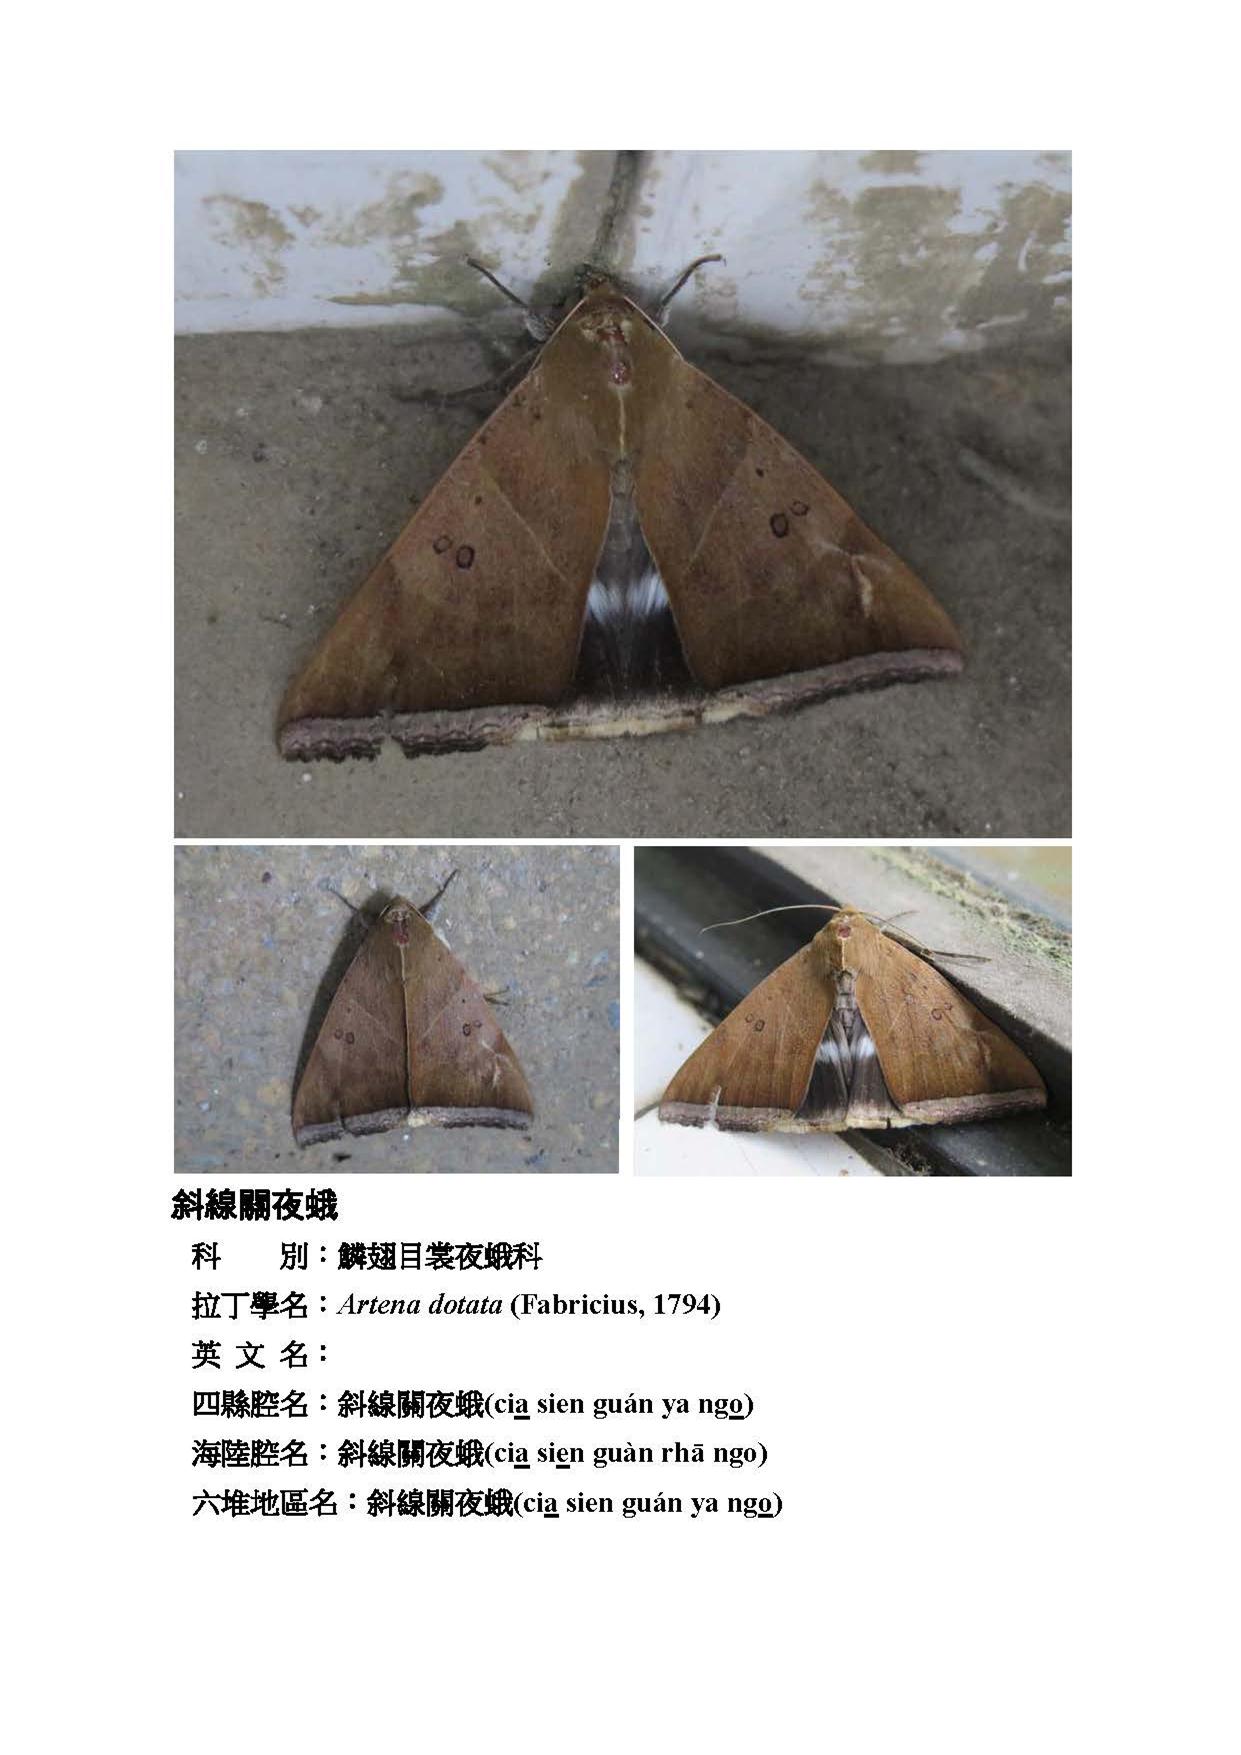 斜線關夜蛾
科　　別：鱗翅目裳夜蛾科
拉丁學名：Artena dotata (Fabricius, 1794)
英 文 名：
四縣腔名：斜線關夜蛾(cia̲ sien guán ya ngo̲)
海陸腔名：斜線關夜蛾(cia̲ sie̲n guàn rhā ngo)
六堆地區名：斜線關夜蛾(cia̲ sien guán ya ngo̲)